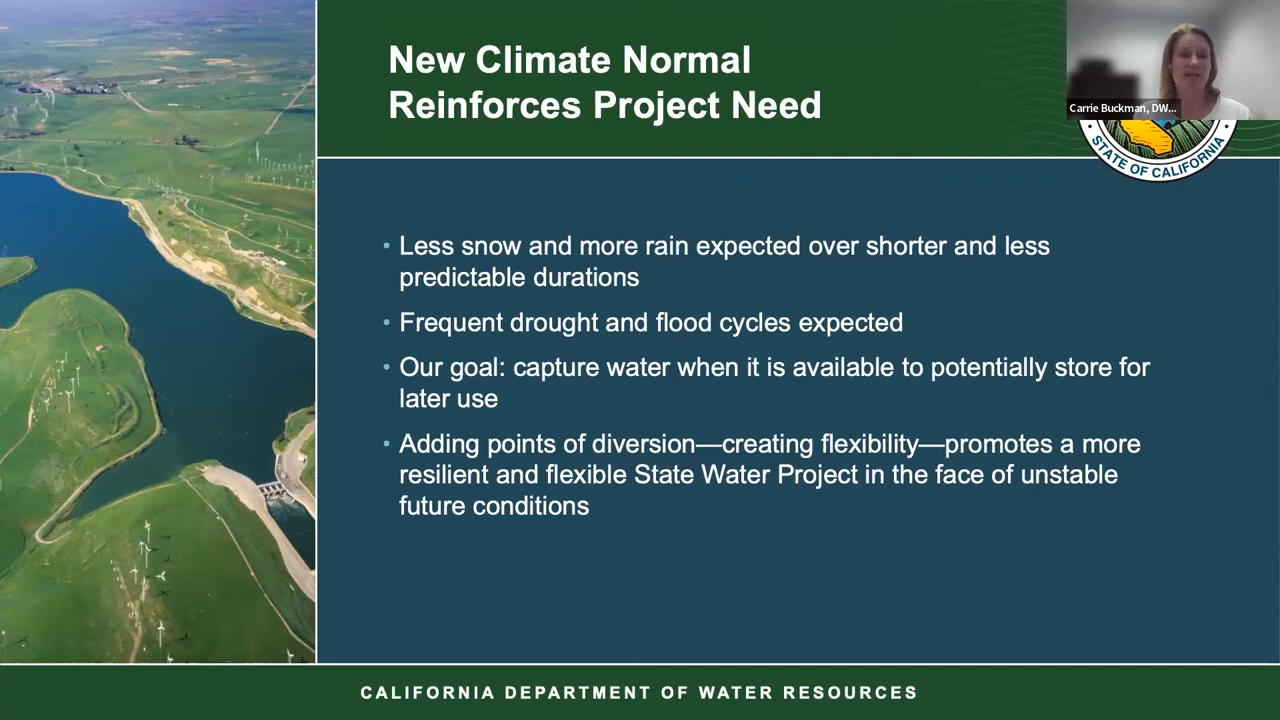 New Climate Normal
Reinforces Project Need
Carrie Buckman, DW...
STATE OF CALIFORNIA
• Less snow and more rain expected over shorter and less
predictable durations
• Frequent drought and flood cycles expected
• Our goal: capture water when it is available to potentially store for
later use
• Adding points of diversion—creating flexibility—promotes a more
resilient and flexible State Water Project in the face of unstable
future conditions
CALIFORNIA DEPARTMENT OF WATER RESOURCES